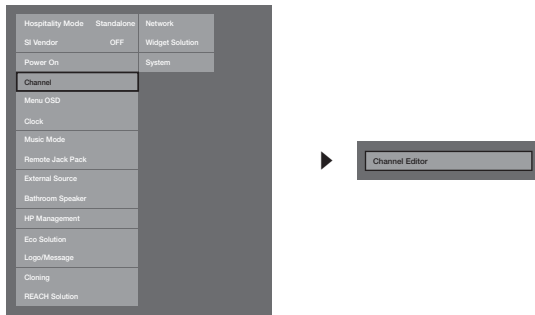 Hospitality Mode Standalone Network
SI Vendor OFF Widget Solution
Power On System
Channel
Menu OSD
Clock
Music Mode
Remote Jack Pack
External Source
Bathroom Speaker
HP Management
Eco Solution
Logo/Message
Cloning
REACH Solution
Channel Editor